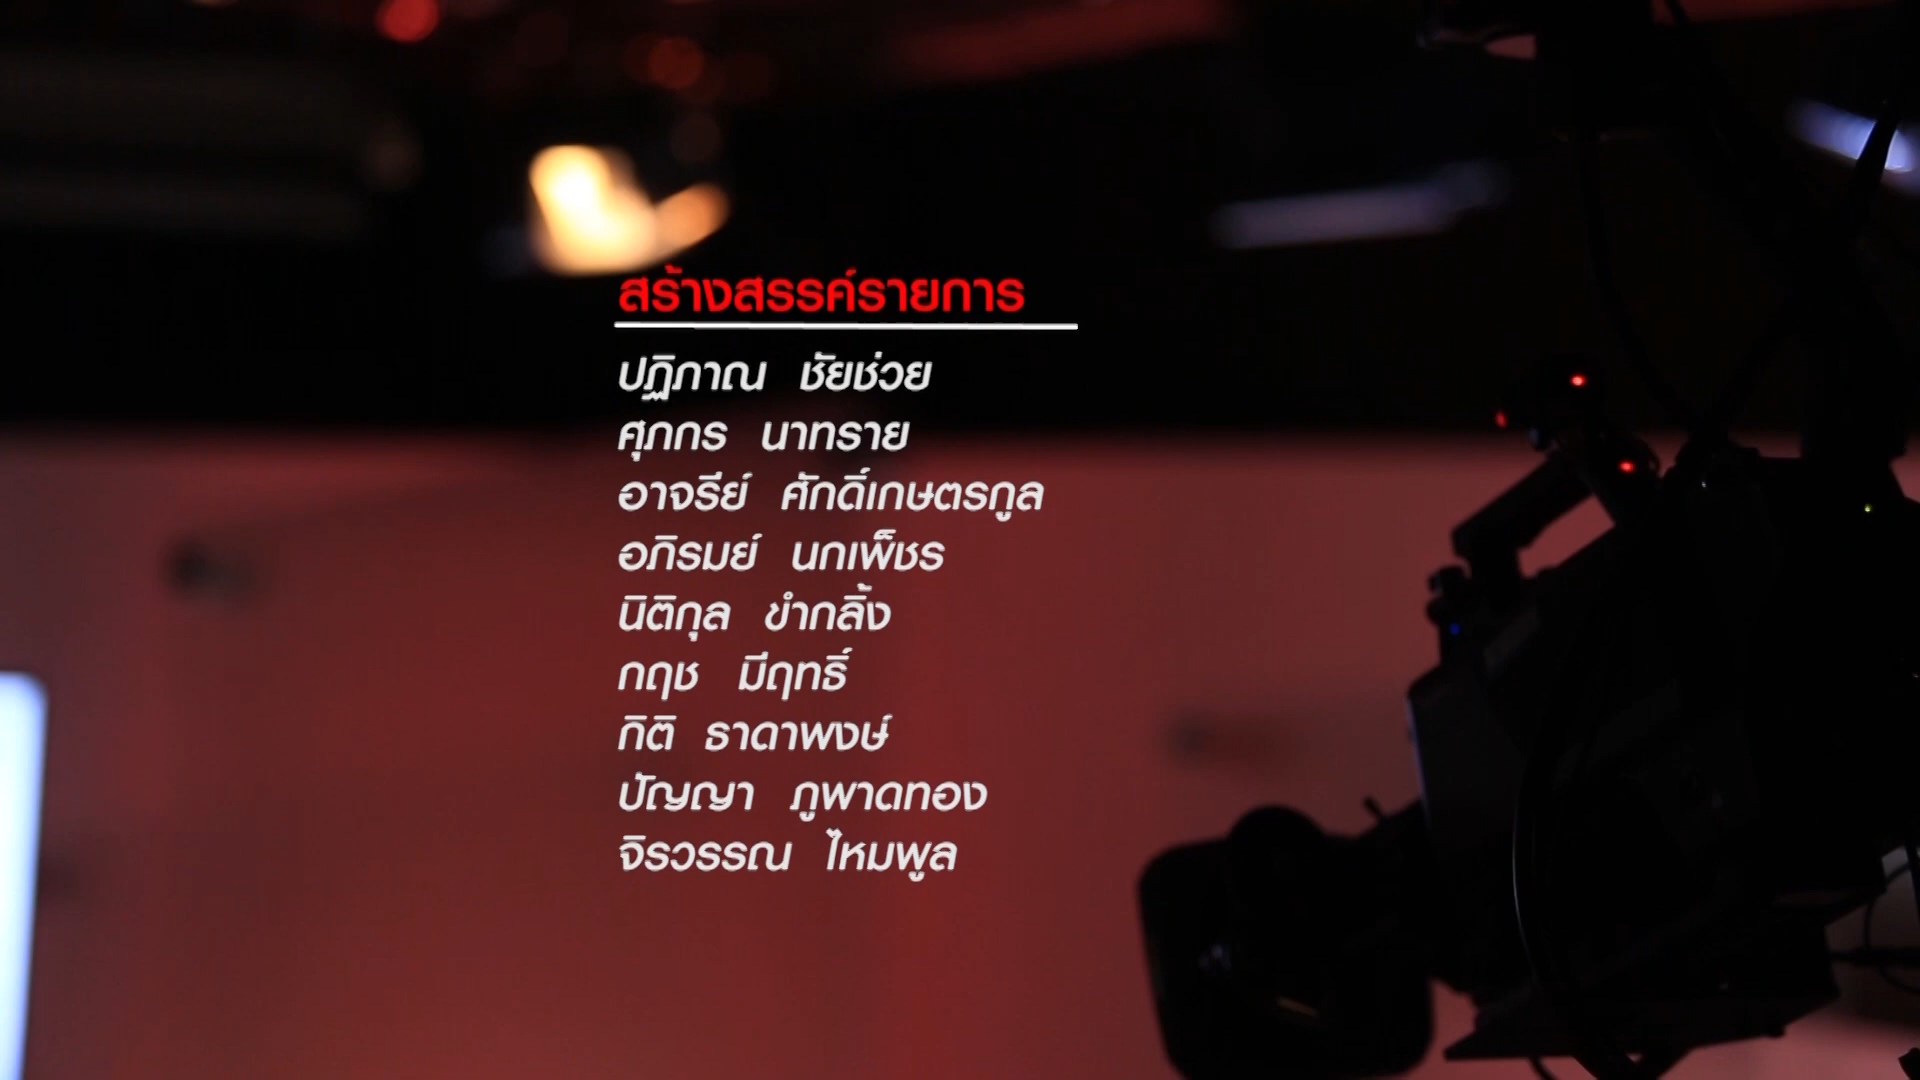 สร้างสรรค์รายการ
ปฏิภาณ ชัยช่วย
ศุภกร นาทราย
อาจรีย์ ศักดิ์เกษตรกูล
อภิรมย์ นกเพ็ชร
นิติกุล ขำกลิ้ง
กฤช มีฤทธิ์
กิติ ธาดาพงษ์
ปัญญา ภูพาดทอง
จิรวรรณ ไหมพูล